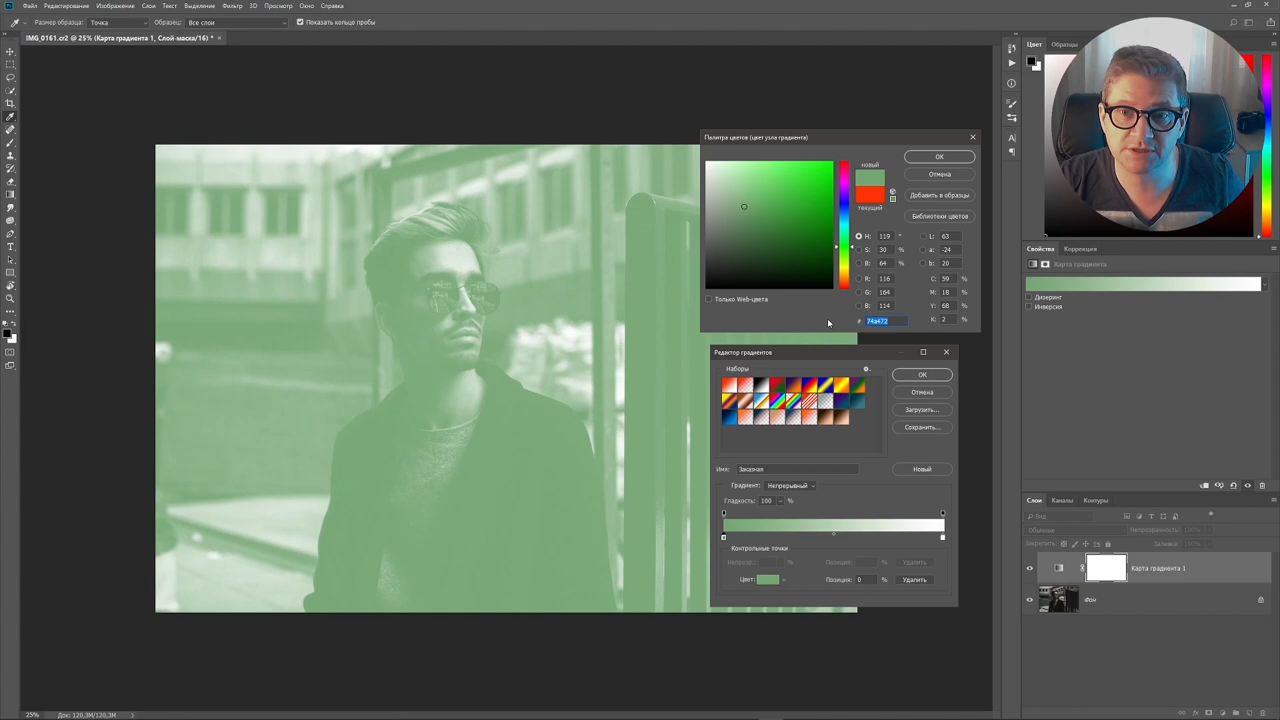 Файл Редактирование Изображение Слои Текст Выделение Фильтр 3D Просмотр Окно Справка
Размер образца: Точка Образец: Все слои Показать кольцо пробы
IMG_0161.cr2 @ 25% (Карта градиента 1, Слой-маска/16) * ×
Цвет Образцы
Палитра цветов (цвет узла градиента)
новый
текущий
ОК
Отмена
Добавить в образцы
Библиотеки цветов
H: 119 ° L: 63
S: 30 % a: -24
B: 64 % b: 20
R: 116 C: 59 %
G: 164 M: 18 %
B: 114 Y: 68 %
# 74a472 K: 2 %
Только Web-цвета
Свойства Коррекция
Карта градиента
Дизеринг
Инверсия
Редактор градиентов
Наборы
ОК
Отмена
Загрузить...
Сохранить...
Имя: Заказная Новый
Градиент: Непрерывный
Гладкость: 100 %
Контрольные точки
Непрозр.: % Позиция: % Удалить
Цвет: Позиция: 0 % Удалить
Слои Каналы Контуры
Вид
Обычные Непрозрачность: 100%
Закрепить: Заливка: 100%
Карта градиента 1
Фон
25% Док: 120,3M/120,3M